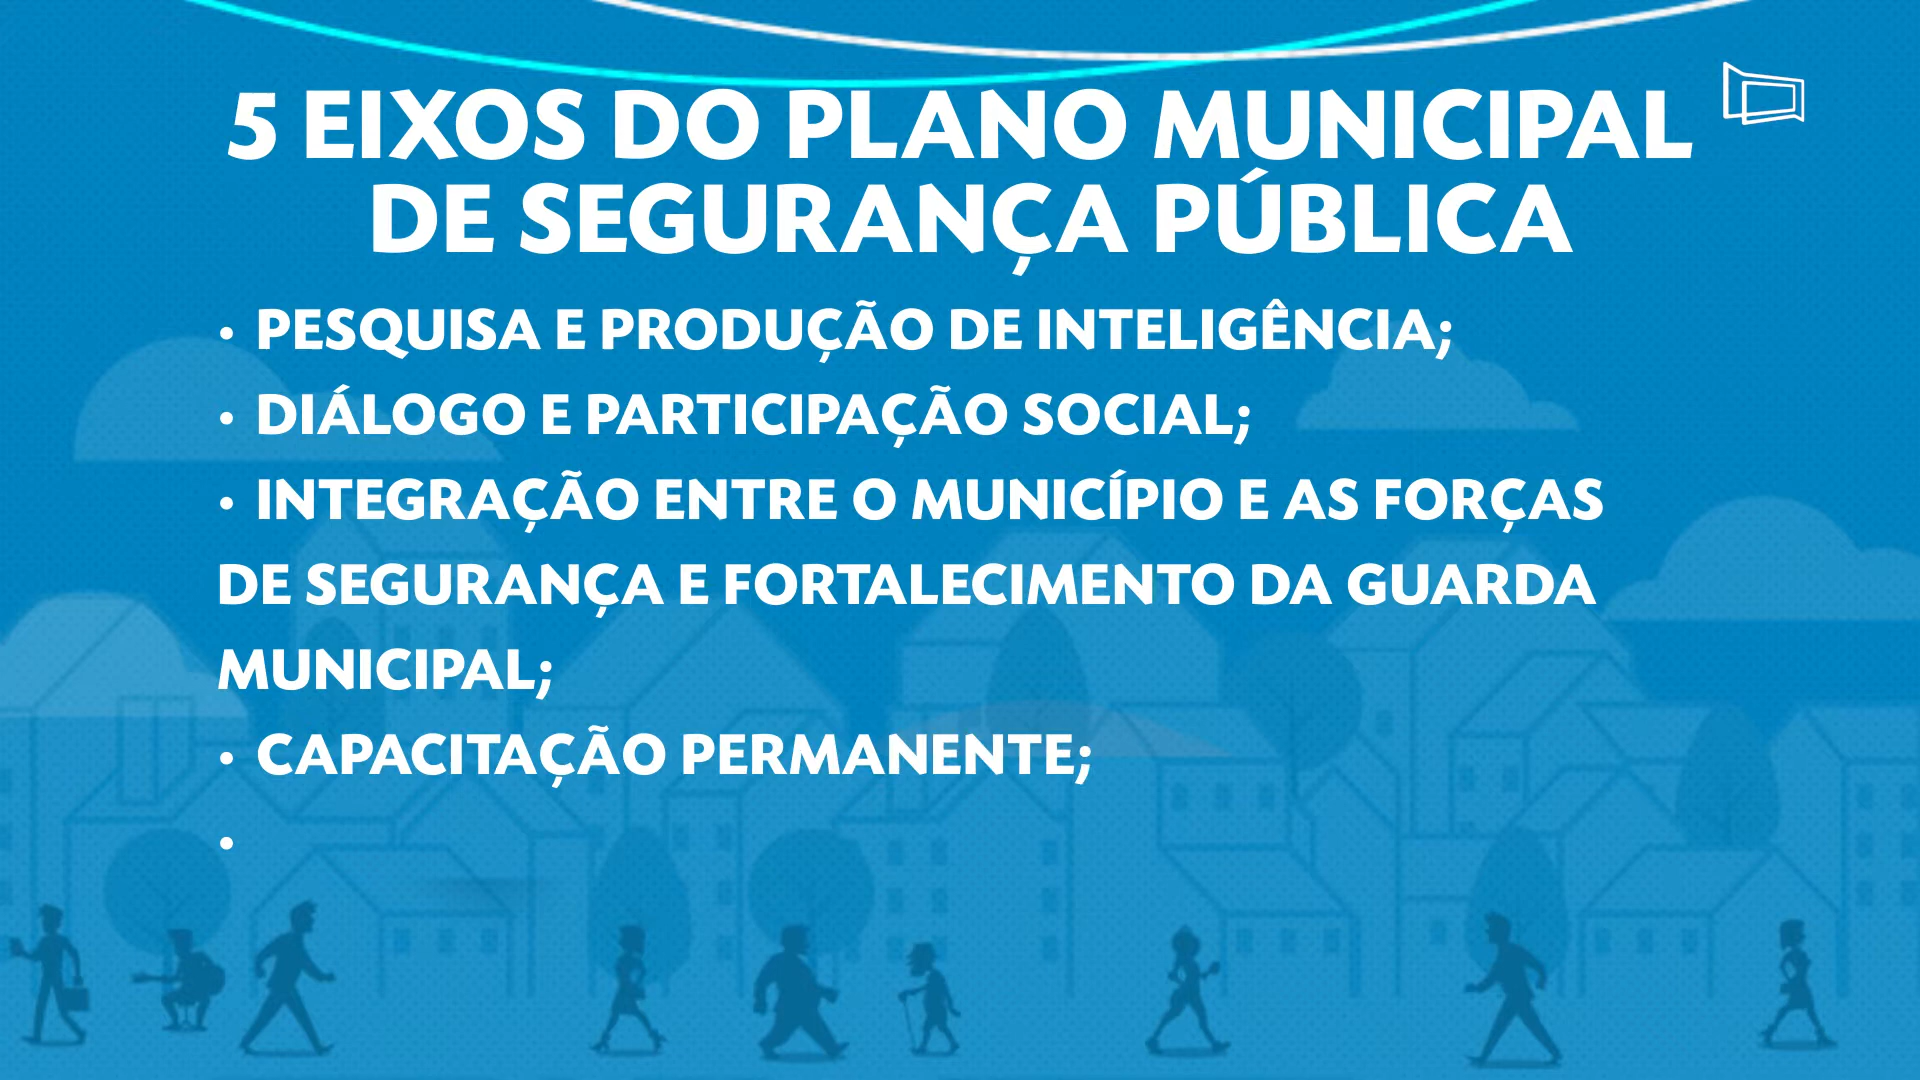 5 EIXOS DO PLANO MUNICIPAL
DE SEGURANÇA PÚBLICA
• PESQUISA E PRODUÇÃO DE INTELIGÊNCIA;
• DIÁLOGO E PARTICIPAÇÃO SOCIAL;
• INTEGRAÇÃO ENTRE O MUNICÍPIO E AS FORÇAS
DE SEGURANÇA E FORTALECIMENTO DA GUARDA
MUNICIPAL;
• CAPACITAÇÃO PERMANENTE;
•